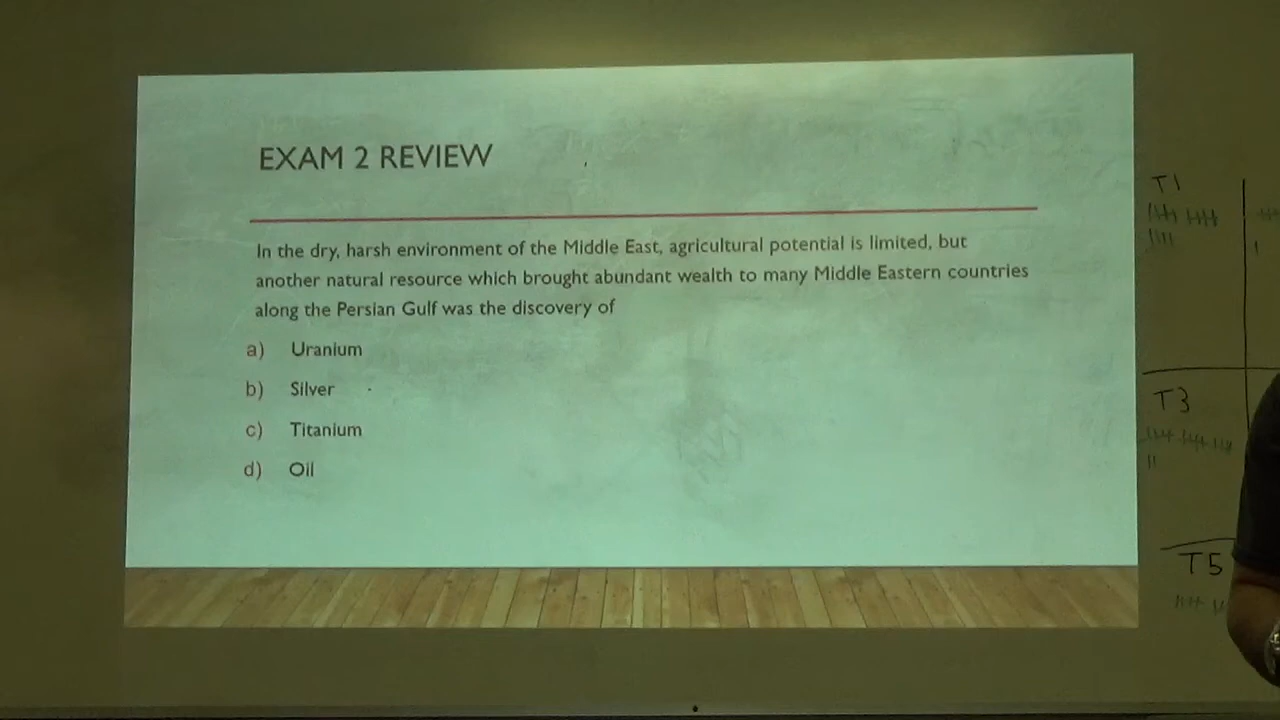 EXAM 2 REVIEW
In the dry, harsh environment of the Middle East, agricultural potential is limited, but
another natural resource which brought abundant wealth to many Middle Eastern countries
along the Persian Gulf was the discovery of
a) Uranium
b) Silver
c) Titanium
d) Oil
T1
T3
T5